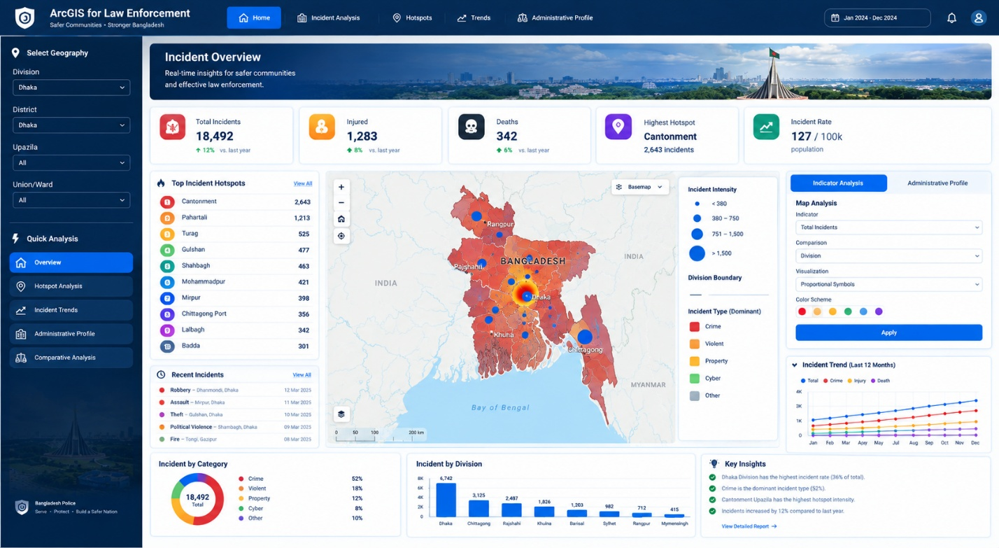 ArcGIS for Law Enforcement
Safer Communities • Stronger Bangladesh
Home
Incident Analysis
Hotspots
Trends
Administrative Profile
Jan 2024 - Dec 2024
Select Geography
Division
Dhaka
District
Dhaka
Upazila
All
Union/Ward
All
Quick Analysis
Overview
Hotspot Analysis
Incident Trends
Administrative Profile
Comparative Analysis
Bangladesh Police
Serve • Protect • Build a Safer Nation
Incident Overview
Real-time insights for safer communities
and effective law enforcement.
Total Incidents
18,492
↑ 12% vs. last year
Injured
1,283
↑ 8% vs. last year
Deaths
342
↑ 6% vs. last year
Highest Hotspot
Cantonment
2,643 incidents
Incident Rate
127 / 100k
population
Top Incident Hotspots View All
1 Cantonment 2,643
Pahartali 1,213
Turag 525
4 Gulshan 477
Shahbagh 463
Mohammadpur 421
7 Mirpur 398
Chittagong Port 356
Lalbagh 342
Badda 301
Recent Incidents View All
Robbery – Dhanmondi, Dhaka 12 Mar 2025
Assault – Mirpur, Dhaka 11 Mar 2025
Theft – Gulshan, Dhaka 10 Mar 2025
Political Violence – Shambagh, Dhaka 09 Mar 2025
Fire – Tongi, Gazipur 08 Mar 2025
+
−
Basemap
Rangpur
Rajshahi
BANGLADESH
INDIA
INDIA
Dhaka
Khulna
Chittagong
MYANMAR
Bay of Bengal
0 50 100 200 km
Incident Intensity
< 380
380 – 750
751 – 1,500
> 1,500
Division Boundary
Incident Type (Dominant)
Crime
Violent
Property
Cyber
Other
Indicator Analysis
Administrative Profile
Map Analysis
Indicator
Total Incidents
Comparison
Division
Visualization
Proportional Symbols
Color Scheme
Apply
Incident Trend (Last 12 Months)
Total Crime Injury Death
4K
3K
1K
0
Jan Feb Mar Apay May Jul Aug Sep Oct Nov Dec
Incident by Category
18,492
Total
Crime 52%
Violent 18%
Property 12%
Cyber 8%
Other 10%
Incident by Division
8K
6K
4K
2K
0
6,742
3,125
2,487
1,826
1,203
982
712
415
Dhaka Chittagong Rajshahi Khulna Barisal Sylhet Rangpur Mymensingh
Key Insights
Dhaka Division has the highest incident rate (36% of total).
Crime is the dominant incident type (52%).
Cantonment Upazila has the highest hotspot intensity.
Incidents increased by 12% compared to last year.
View Detailed Report →